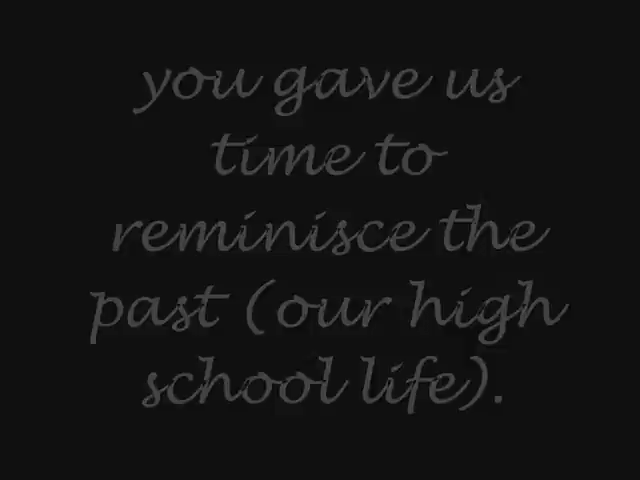 you gave us
time to
reminisce the
past (our high
school life).